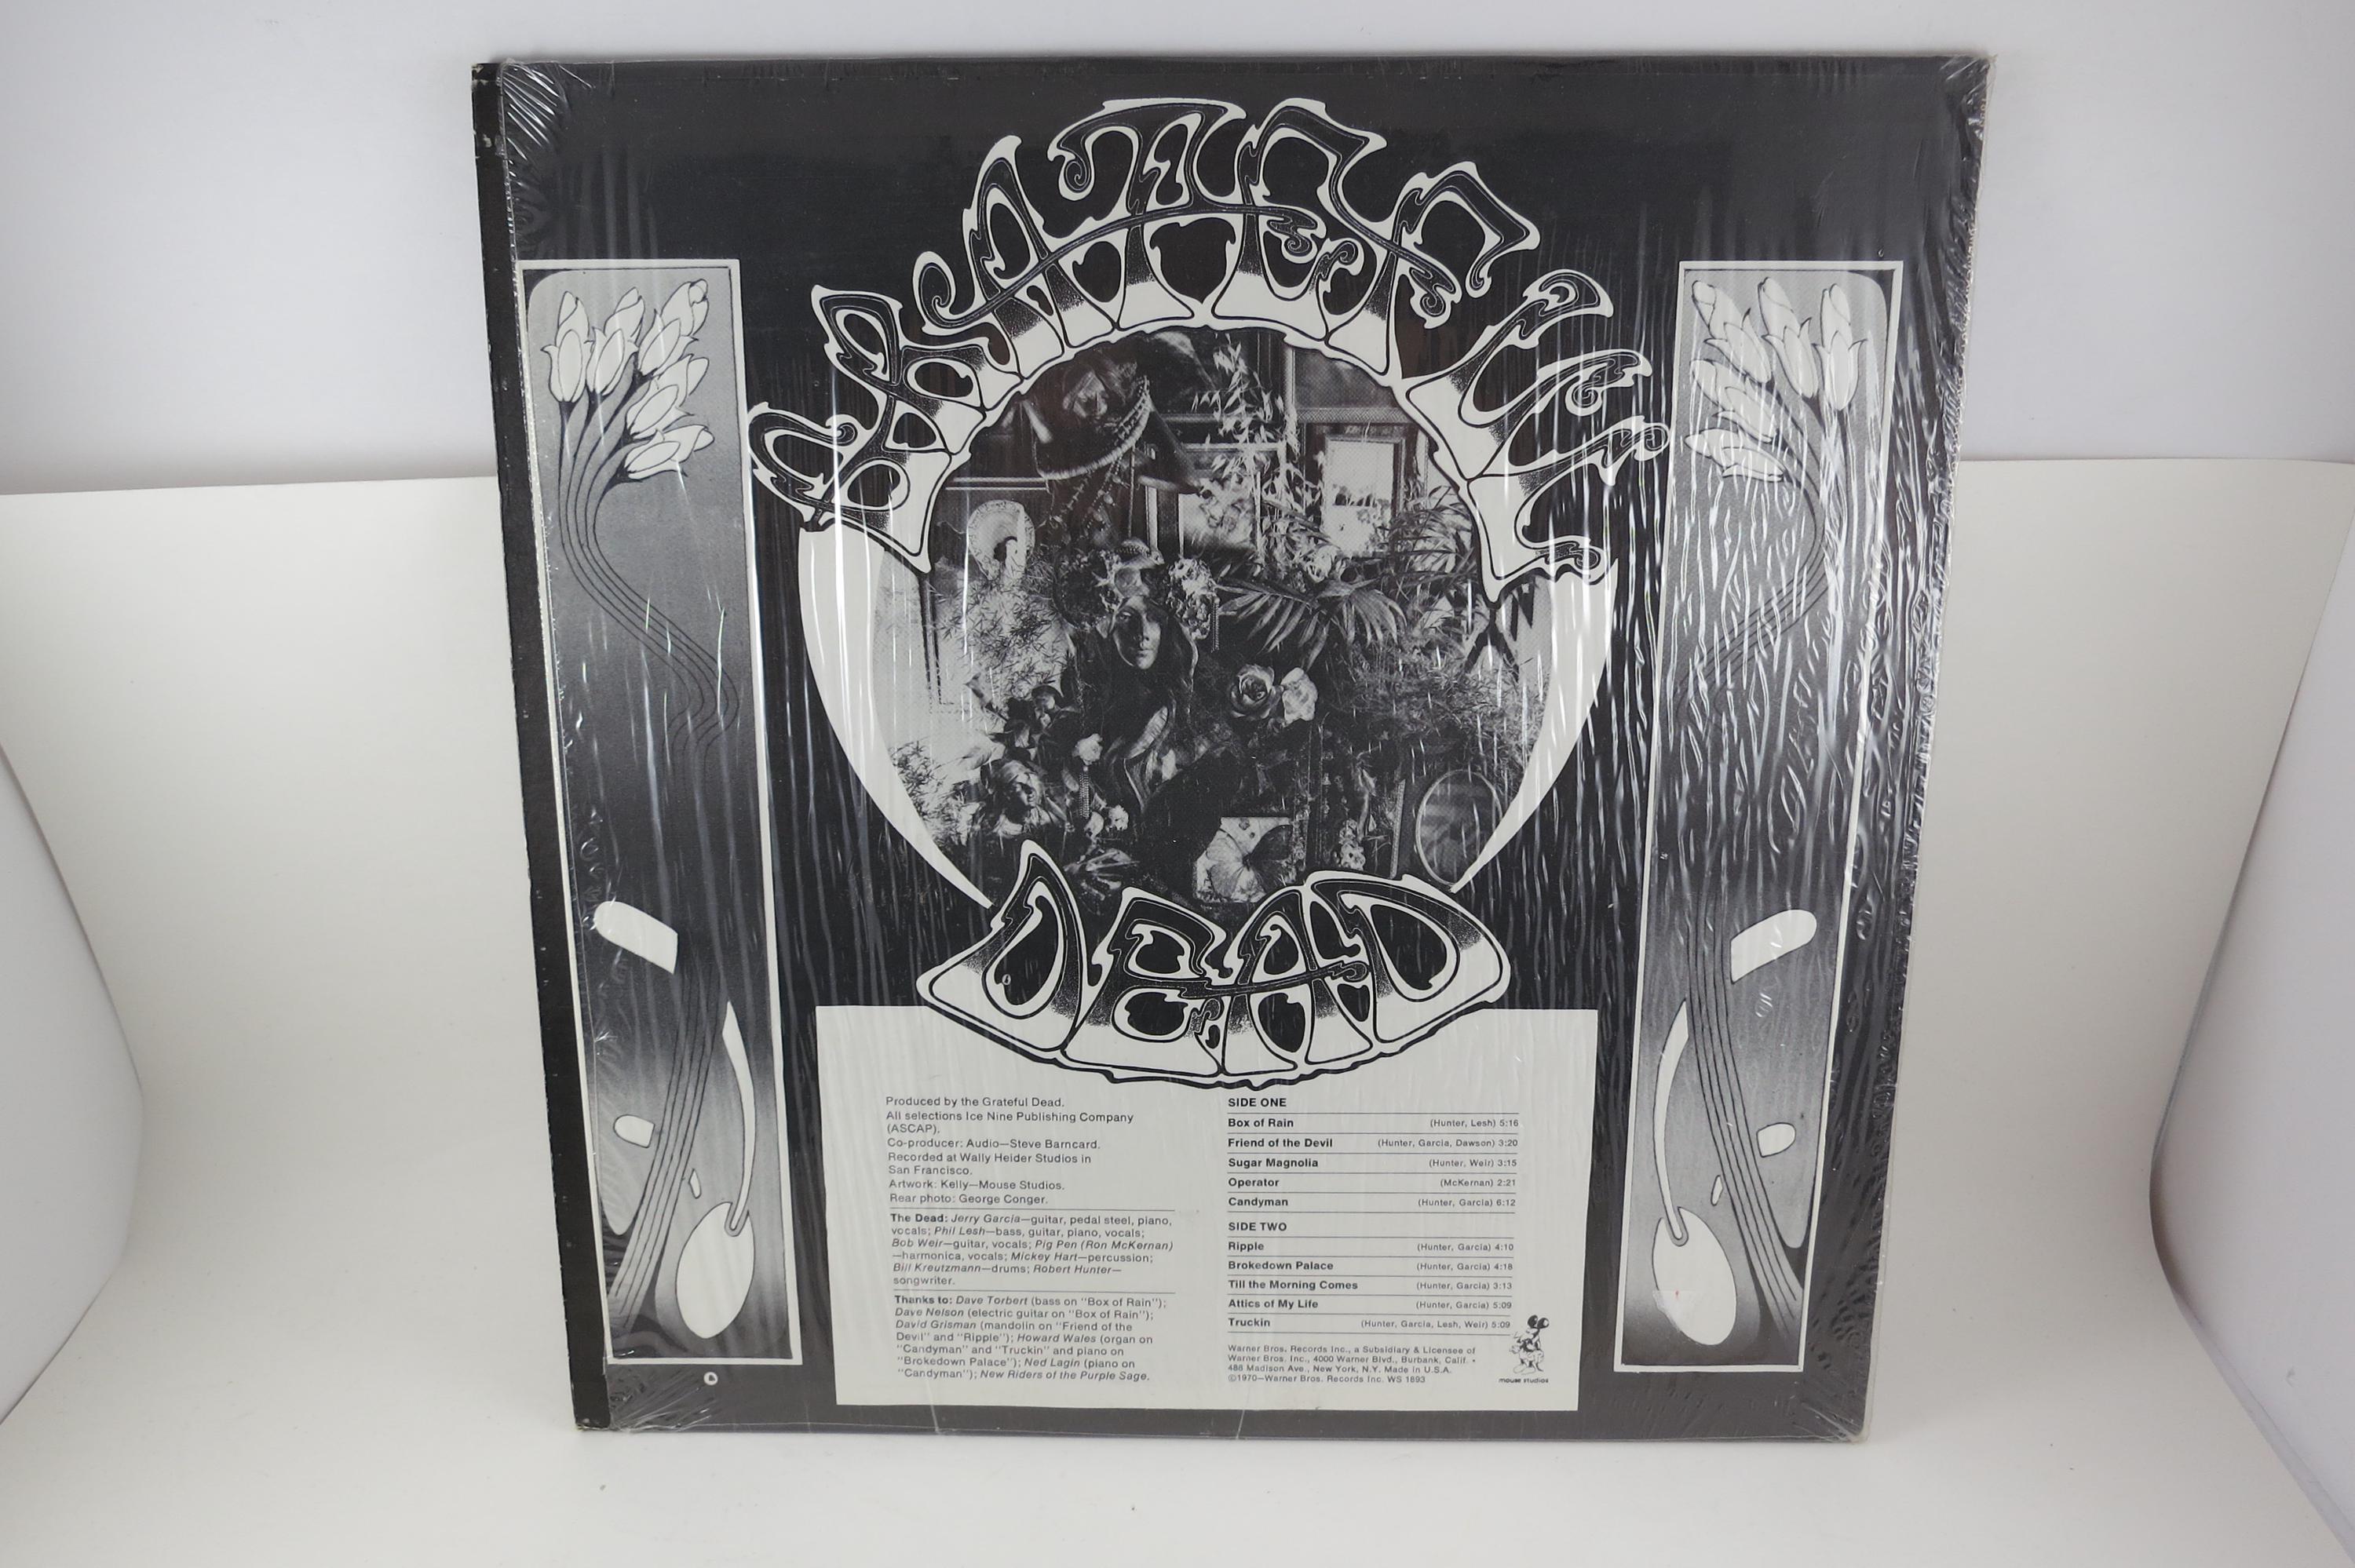 GRATEFUL
DEAD
Produced by the Grateful Dead.
All selections Ice Nine Publishing Company
(ASCAP).
Co-producer: Audio—Steve Barncard.
Recorded at Wally Heider Studios in
San Francisco.
Artwork: Kelly—Mouse Studios.
Rear photo: George Conger.
The Dead: Jerry Garcia—guitar, pedal steel, piano,
vocals; Phil Lesh—bass, guitar, piano, vocals;
Bob Weir—guitar, vocals; Pig Pen (Ron McKernan)
—harmonica, vocals; Mickey Hart—percussion;
Bill Kreutzmann—drums; Robert Hunter—
songwriter.
Thanks to: Dave Torbert (bass on "Box of Rain");
Dave Nelson (electric guitar on "Box of Rain");
David Grisman (mandolin on "Friend of the
Devil" and "Ripple"); Howard Wales (organ on
"Candyman" and "Truckin" and piano on
"Brokedown Palace"); Ned Lagin (piano on
"Candyman"); New Riders of the Purple Sage.
SIDE ONE
Box of Rain (Hunter, Lesh) 5:16
Friend of the Devil (Hunter, Garcia, Dawson) 3:20
Sugar Magnolia (Hunter, Weir) 3:15
Operator (McKernan) 2:21
Candyman (Hunter, Garcia) 6:12
SIDE TWO
Ripple (Hunter, Garcia) 4:10
Brokedown Palace (Hunter, Garcia) 4:18
Till the Morning Comes (Hunter, Garcia) 3:13
Attics of My Life (Hunter, Garcia) 5:09
Truckin (Hunter, Garcia, Lesh, Weir) 5:09
Warner Bros. Records Inc., a Subsidiary & Licensee of
Warner Bros. Inc., 4000 Warner Blvd., Burbank, Calif. •
488 Madison Ave., New York, N.Y. Made in U.S.A.
©1970—Warner Bros. Records Inc. WS 1893
mouse studios